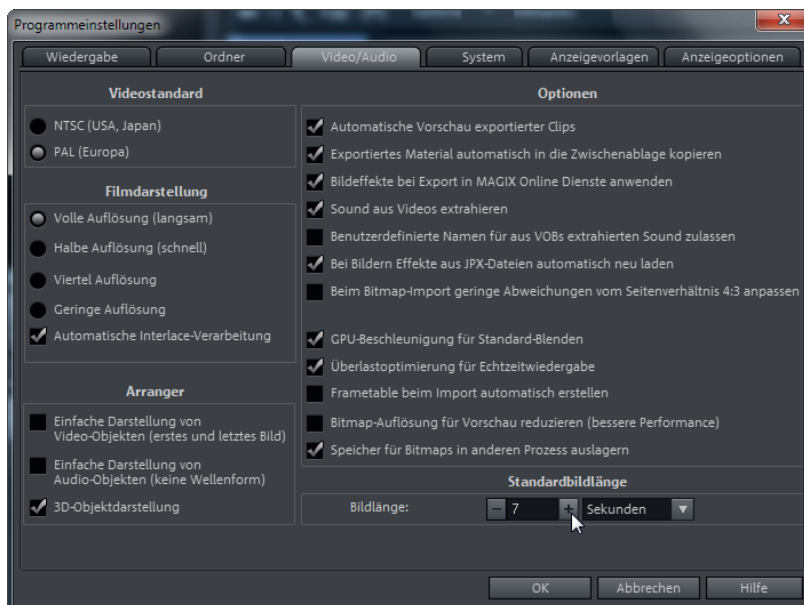 Programmeinstellungen
Wiedergabe
Ordner
Video/Audio
System
Anzeigevorlagen
Anzeigeoptionen
Videostandard
NTSC (USA, Japan)
PAL (Europa)
Filmdarstellung
Volle Auflösung (langsam)
Halbe Auflösung (schnell)
Viertel Auflösung
Geringe Auflösung
Automatische Interlace-Verarbeitung
Arranger
Einfache Darstellung von
Video-Objekten (erstes und letztes Bild)
Einfache Darstellung von
Audio-Objekten (keine Wellenform)
3D-Objektdarstellung
Optionen
Automatische Vorschau exportierter Clips
Exportiertes Material automatisch in die Zwischenablage kopieren
Bildeffekte bei Export in MAGIX Online Dienste anwenden
Sound aus Videos extrahieren
Benutzerdefinierte Namen für aus VOBs extrahierten Sound zulassen
Bei Bildern Effekte aus JPX-Dateien automatisch neu laden
Beim Bitmap-Import geringe Abweichungen vom Seitenverhältnis 4:3 anpassen
GPU-Beschleunigung für Standard-Blenden
Überlastoptimierung für Echtzeitwiedergabe
Frametable beim Import automatisch erstellen
Bitmap-Auflösung für Vorschau reduzieren (bessere Performance)
Speicher für Bitmaps in anderen Prozess auslagern
Standardbildlänge
Bildlänge: 7 Sekunden
OK
Abbrechen
Hilfe